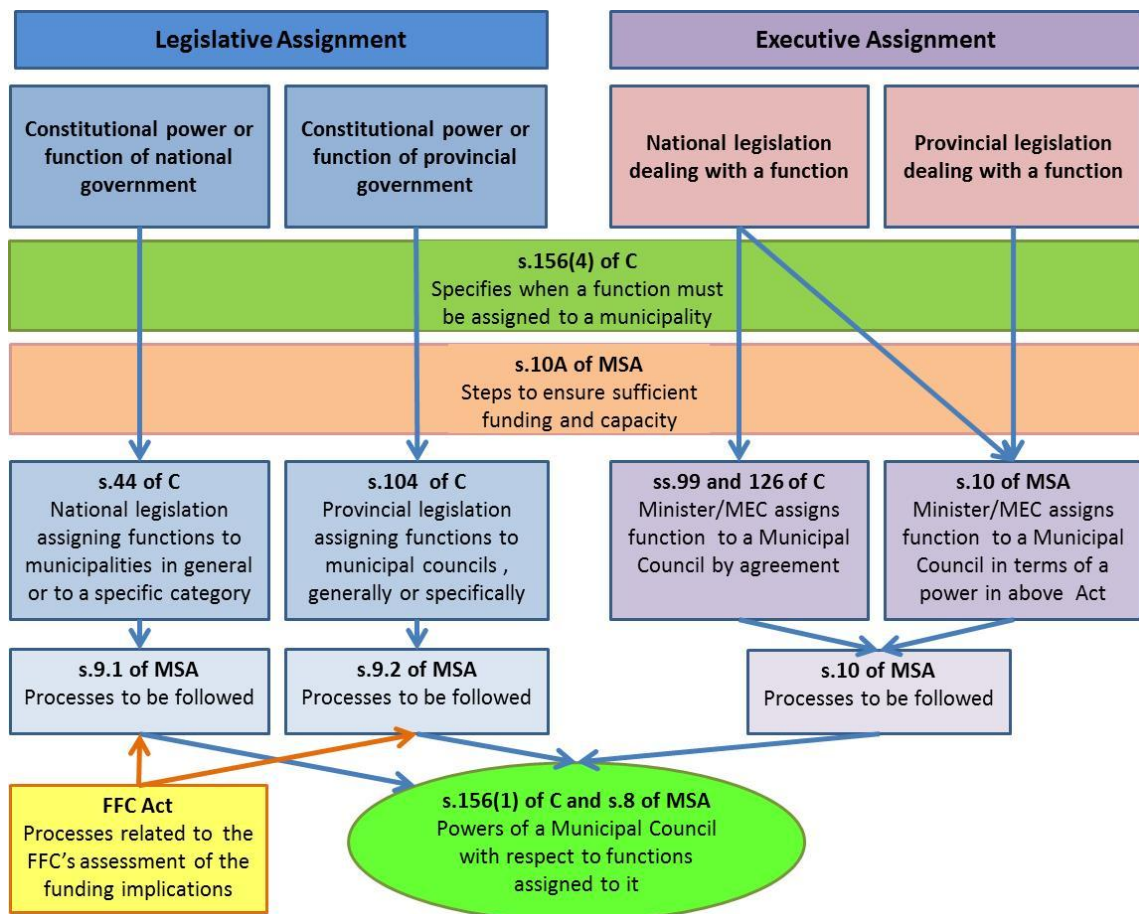 Legislative Assignment
Executive Assignment
Constitutional power or
function of national
government
Constitutional power or
function of provincial
government
National legislation
dealing with a function
Provincial legislation
dealing with a function
s.156(4) of C
Specifies when a function must
be assigned to a municipality
s.10A of MSA
Steps to ensure sufficient
funding and capacity
s.44 of C
National legislation
assigning functions to
municipalities in general
or to a specific category
s.104 of C
Provincial legislation
assigning functions to
municipal councils ,
generally or specifically
ss.99 and 126 of C
Minister/MEC assigns
function to a Municipal
Council by agreement
s.10 of MSA
Minister/MEC assigns
function to a Municipal
Council in terms of a
power in above Act
s.9.1 of MSA
Processes to be followed
s.9.2 of MSA
Processes to be followed
s.10 of MSA
Processes to be followed
FFC Act
Processes related to the
FFC's assessment of the
funding implications
s.156(1) of C and s.8 of MSA
Powers of a Municipal Council
with respect to functions
assigned to it